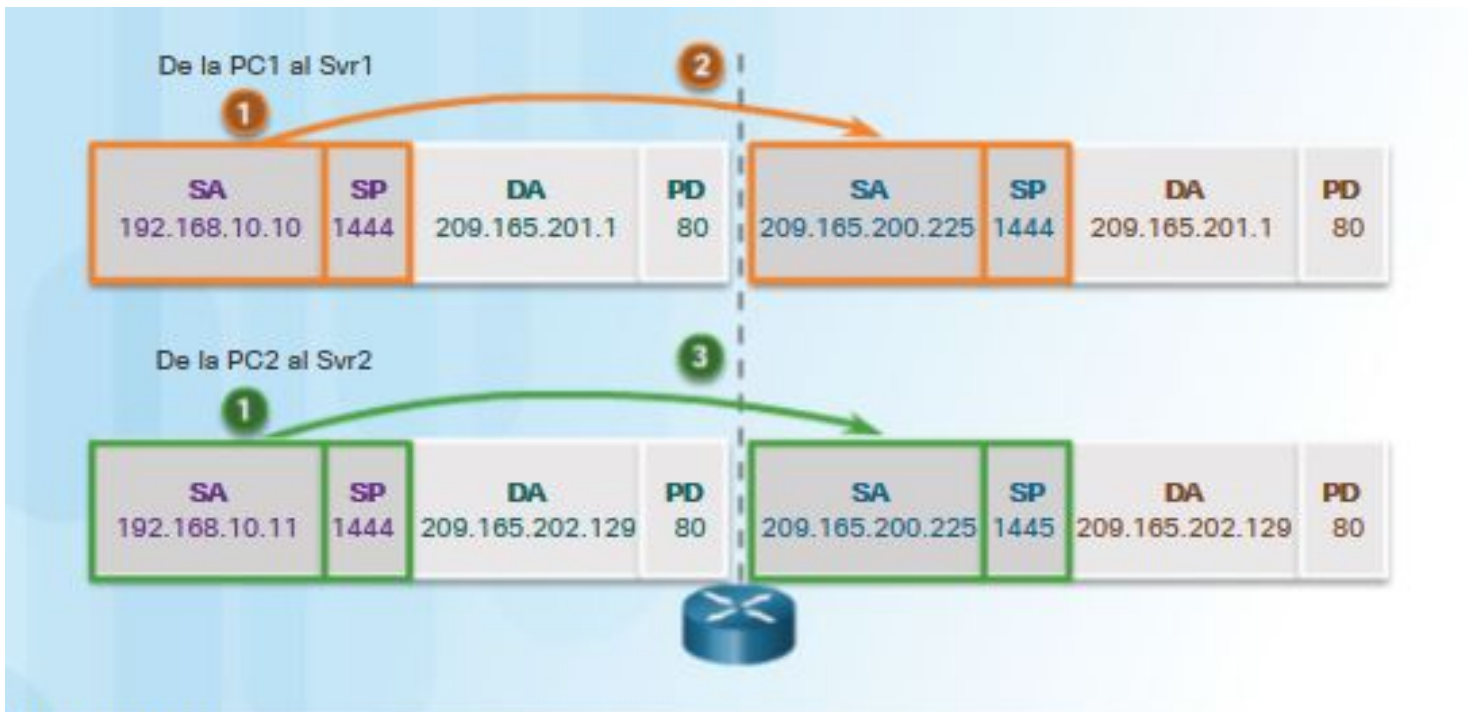 De la PC1 al Svr1
2
1
SA SP DA PD SA SP DA PD
192.168.10.10 1444 209.165.201.1 80 209.165.200.225 1444 209.165.201.1 80
De la PC2 al Svr2
3
1
SA SP DA PD SA SP DA PD
192.168.10.11 1444 209.165.202.129 80 209.165.200.225 1445 209.165.202.129 80